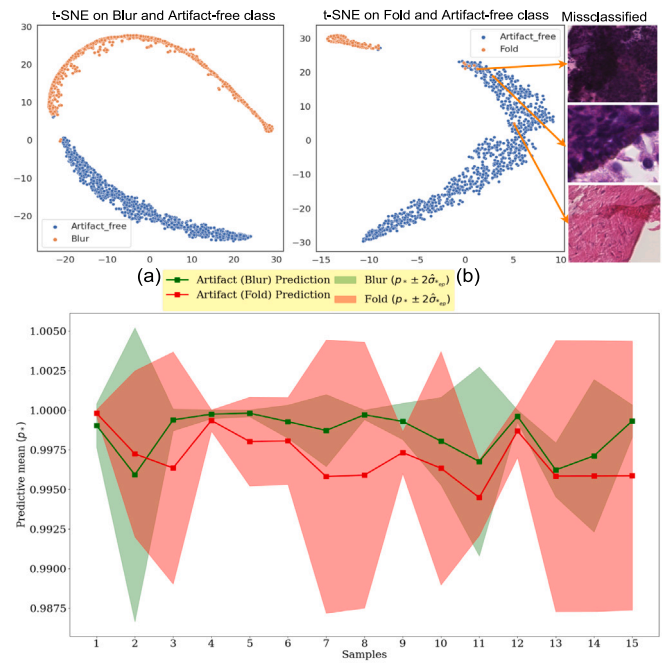 t-SNE on Blur and Artifact-free class
t-SNE on Fold and Artifact-free class
Missclassified
30
20
10
0
−10
−20
Artifact_free
Blur
−20
−10
0
10
20
30
(a)
30
20
10
0
−10
−20
−30
Artifact_free
Fold
−15
−10
−5
0
5
10
(b)
Artifact (Blur) Prediction
Artifact (Fold) Prediction
Blur (p* ± 2σ̂*ep)
Fold (p* ± 2σ̂*ep)
Predictive mean (p*)
1.0050
1.0025
1.0000
0.9975
0.9950
0.9925
0.9900
0.9875
1 2 3 4 5 6 7 8 9 10 11 12 13 14 15
Samples